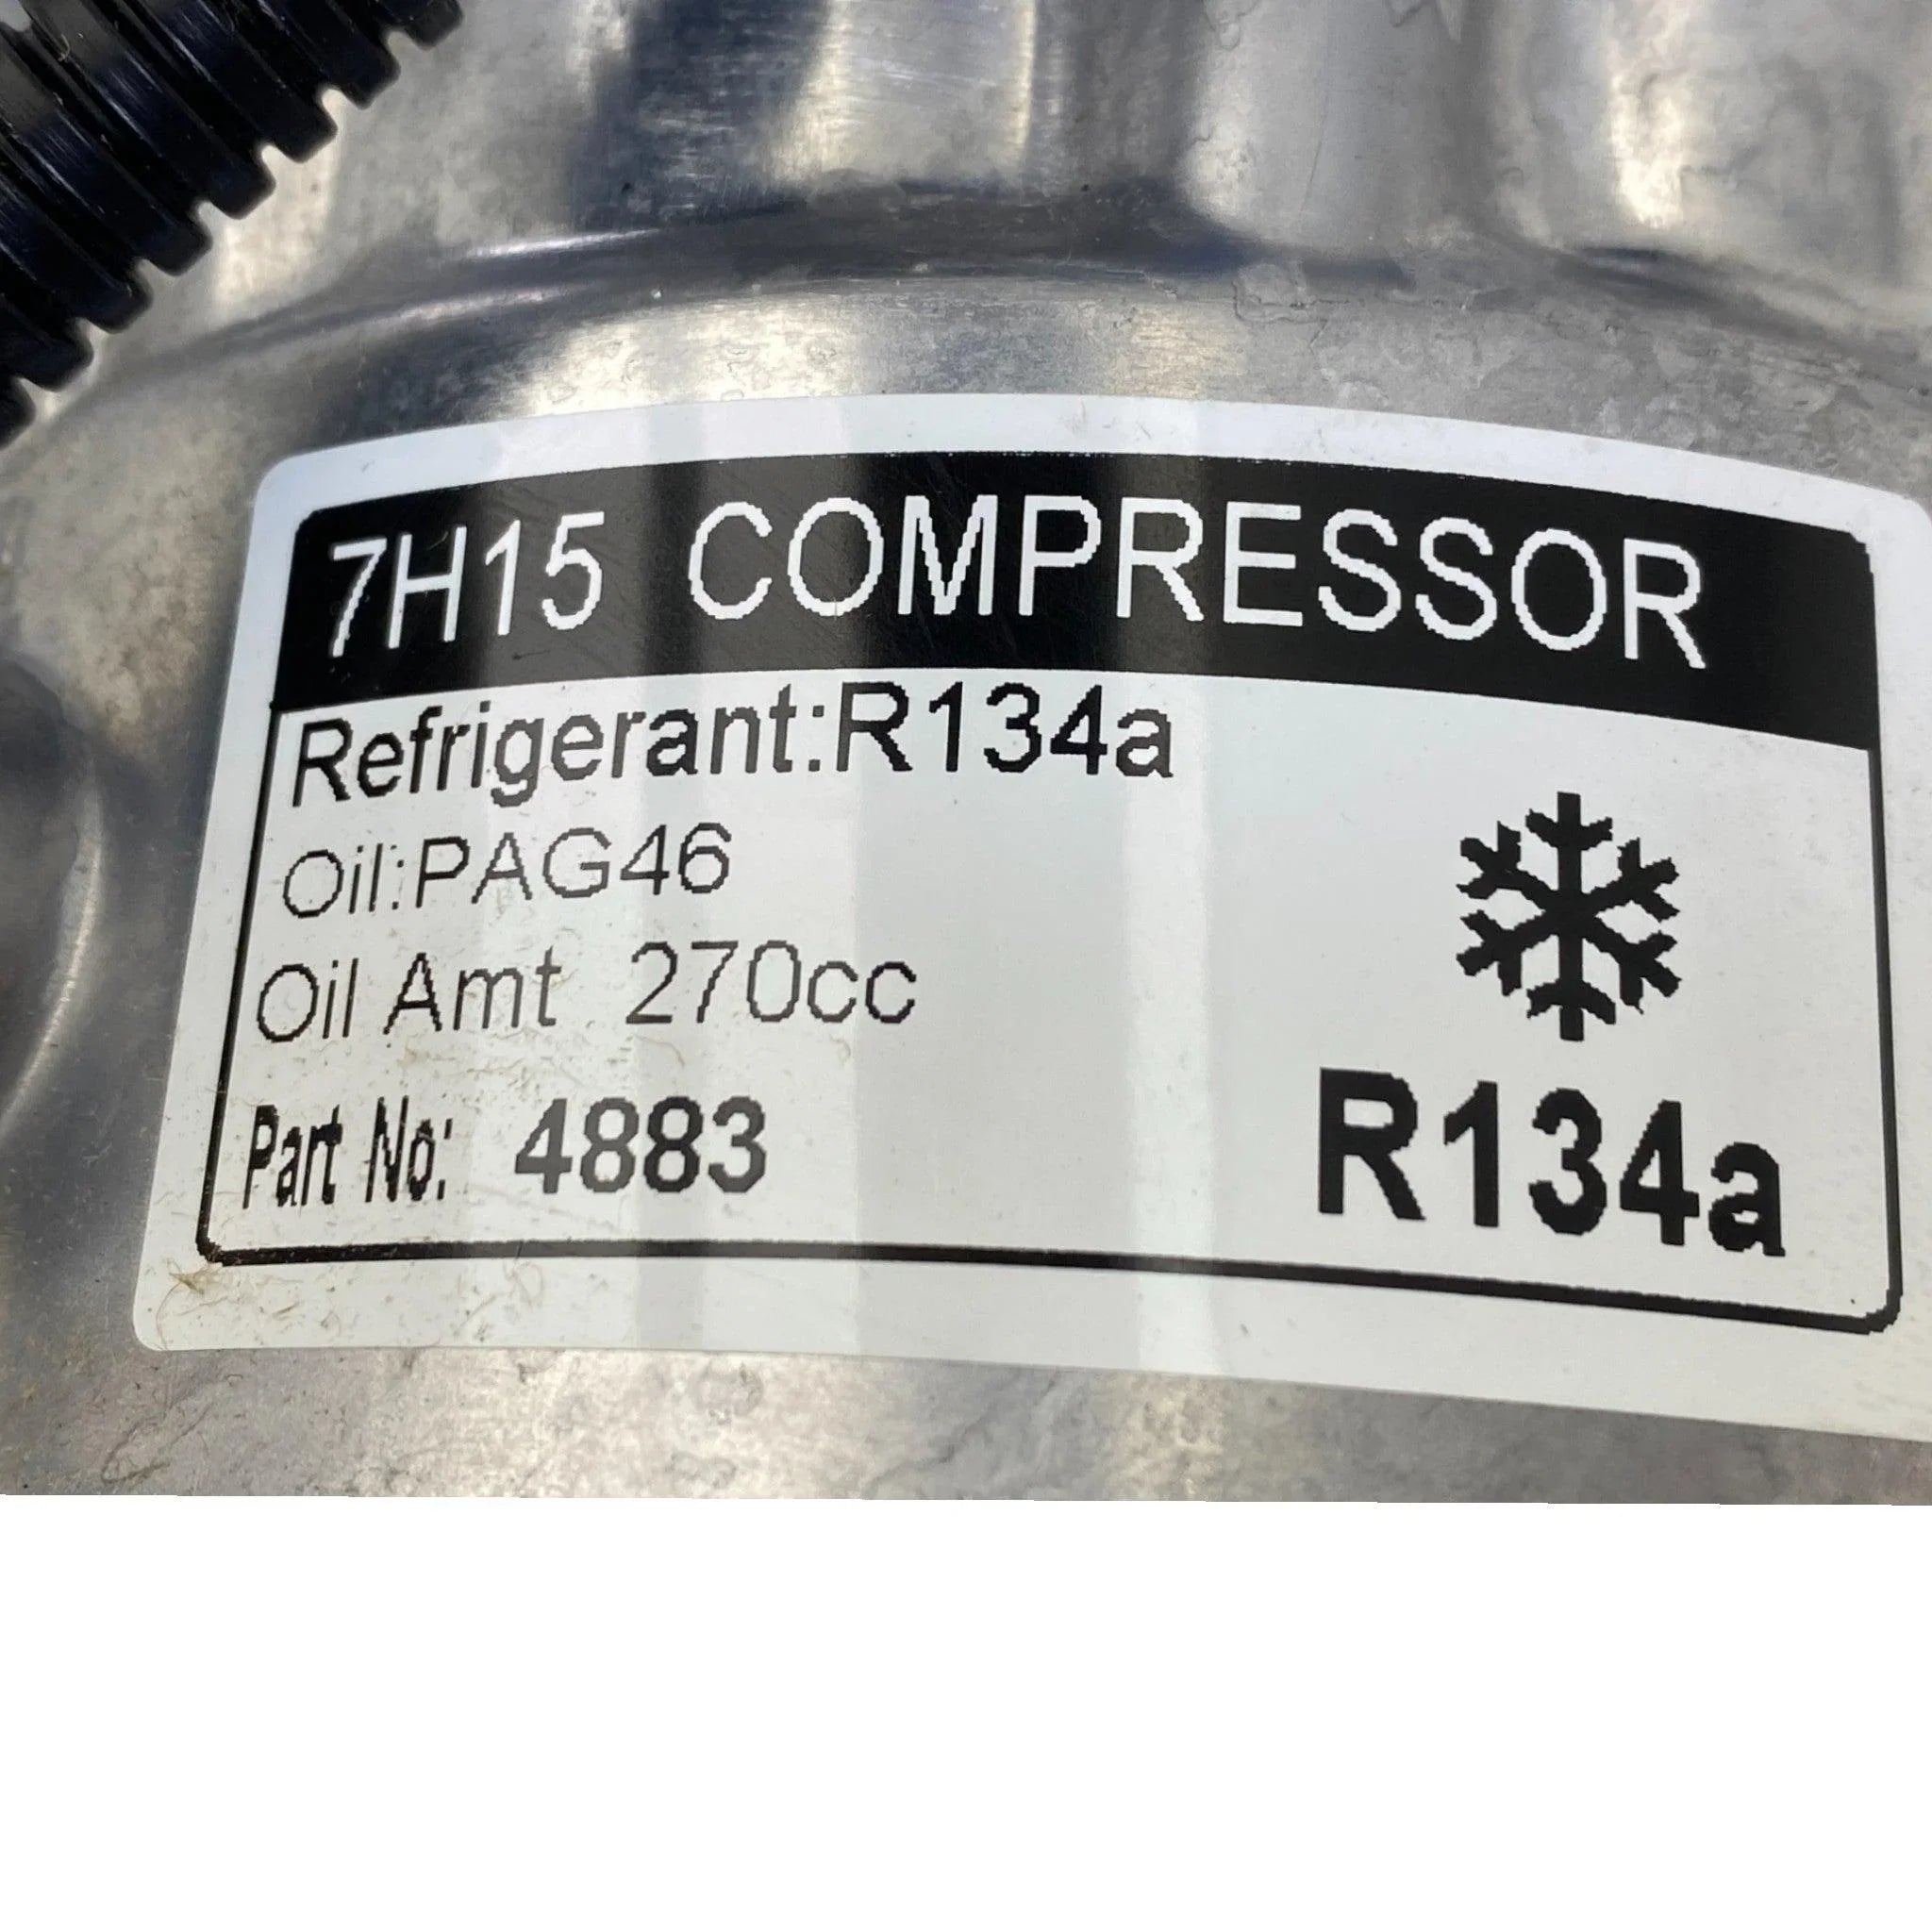 7H15 COMPRESSOR
Refrigerant:R134a
Oil:PAG46
Oil Amt 270cc
Part No: 4883
R134a